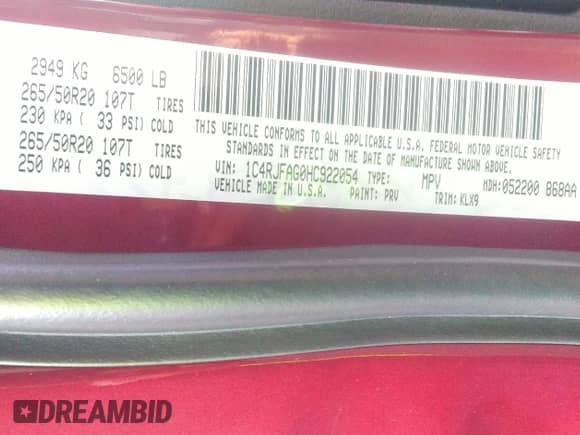 2949 KG 6500 LB
265/50R20 107T TIRES
230 KPA ( 33 PSI) COLD
265/50R20 107T TIRES
250 KPA ( 36 PSI) COLD
THIS VEHICLE CONFORMS TO ALL APPLICABLE U.S.A. FEDERAL MOTOR VEHICLE SAFETY
STANDARDS IN EFFECT ON THE DATE OF MANUFACTURE SHOWN ABOVE.
VIN: 1C4RJFAG0HC922054 TYPE: MPV MDH: 052200 868AA
VEHICLE MADE IN U.S.A. PAINT: PRV TRIM: KLX9
DREAMBID